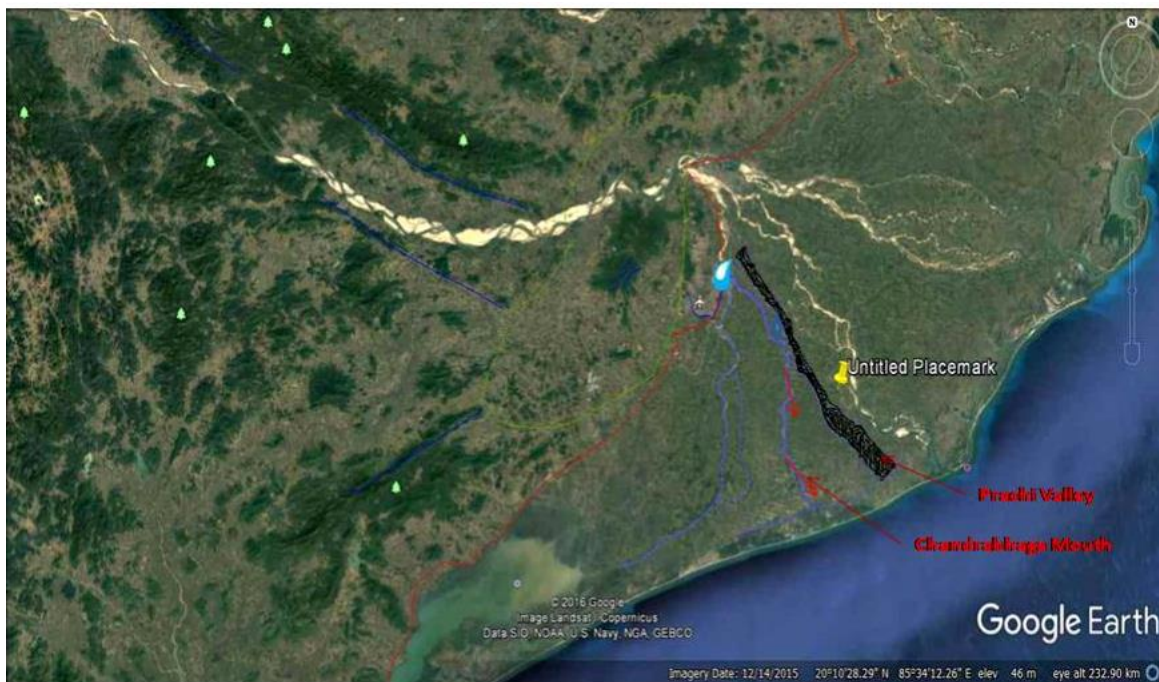 N
Untitled Placemark
Prachi Valley
Chandrabhaga Mouth
© 2016 Google
Image Landsat / Copernicus
Data SIO, NOAA, U.S. Navy, NGA, GEBCO
Google Earth
Imagery Date: 12/14/2015 20°10'28.29" N 85°34'12.26" E elev 46 m eye alt 232.90 km